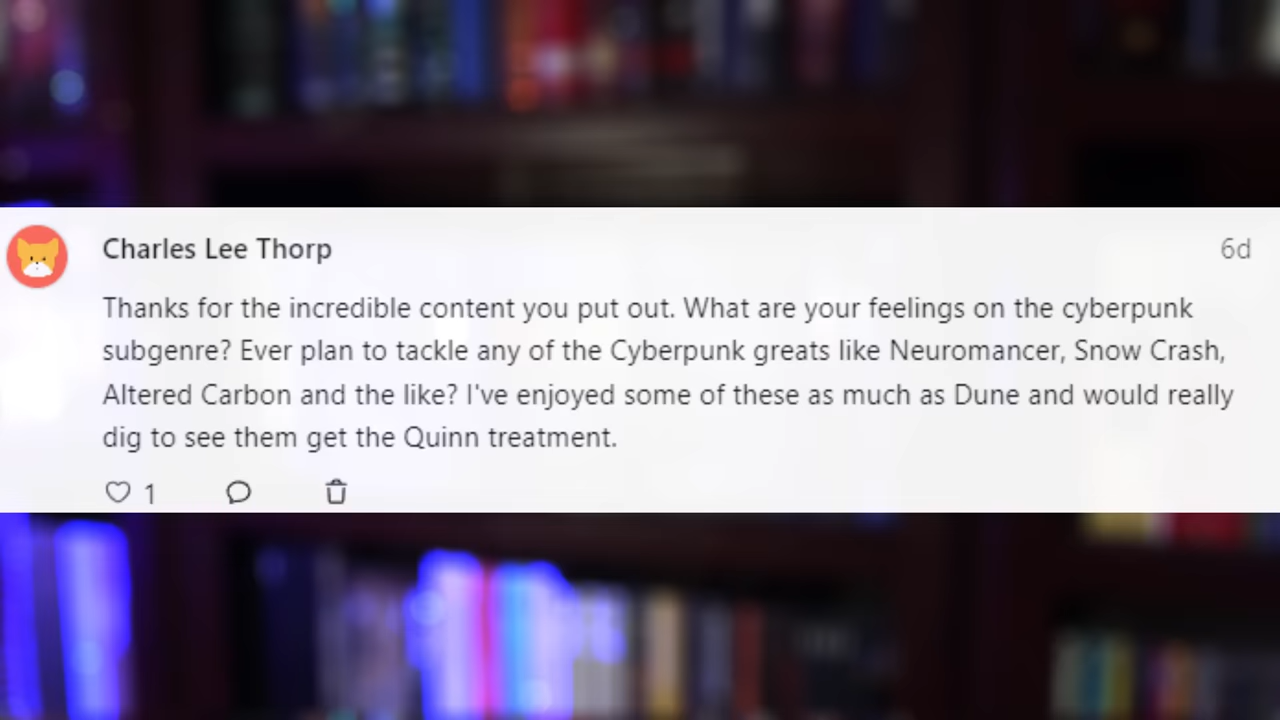 Charles Lee Thorp
6d
Thanks for the incredible content you put out. What are your feelings on the cyberpunk
subgenre? Ever plan to tackle any of the Cyberpunk greats like Neuromancer, Snow Crash,
Altered Carbon and the like? I've enjoyed some of these as much as Dune and would really
dig to see them get the Quinn treatment.
1